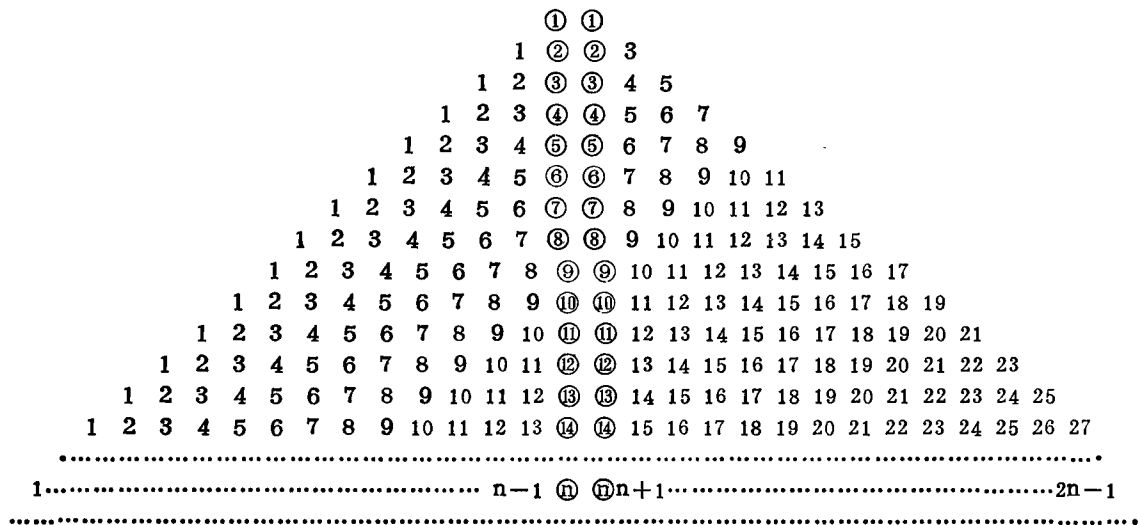 ① ①
1 ② ② 3
1 2 ③ ③ 4 5
1 2 3 ④ ④ 5 6 7
1 2 3 4 ⑤ ⑤ 6 7 8 9
1 2 3 4 5 ⑥ ⑥ 7 8 9 10 11
1 2 3 4 5 6 ⑦ ⑦ 8 9 10 11 12 13
1 2 3 4 5 6 7 ⑧ ⑧ 9 10 11 12 13 14 15
1 2 3 4 5 6 7 8 ⑨ ⑨ 10 11 12 13 14 15 16 17
1 2 3 4 5 6 7 8 9 ⑩ ⑩ 11 12 13 14 15 16 17 18 19
1 2 3 4 5 6 7 8 9 10 ⑪ ⑪ 12 13 14 15 16 17 18 19 20 21
1 2 3 4 5 6 7 8 9 10 11 ⑫ ⑫ 13 14 15 16 17 18 19 20 21 22 23
1 2 3 4 5 6 7 8 9 10 11 12 ⑬ ⑬ 14 15 16 17 18 19 20 21 22 23 24 25
1 2 3 4 5 6 7 8 9 10 11 12 13 ⑭ ⑭ 15 16 17 18 19 20 21 22 23 24 25 26 27
................................................................................
1........................................ n−1 ⓝ ⓝn+1........................................2n−1
................................................................................